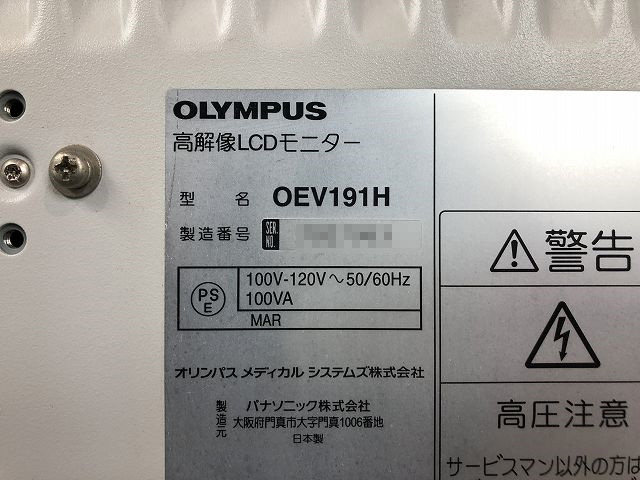 OLYMPUS
高解像LCDモニター
型 名 OEV191H
製造番号 SER. NO.
PS E
100V-120V～50/60Hz
100VA
MAR
オリンパス メディカル システムズ株式会社
製造元
パナソニック株式会社
大阪府門真市大字門真1006番地
日本製
警告
高圧注意
サービスマン以外の方は